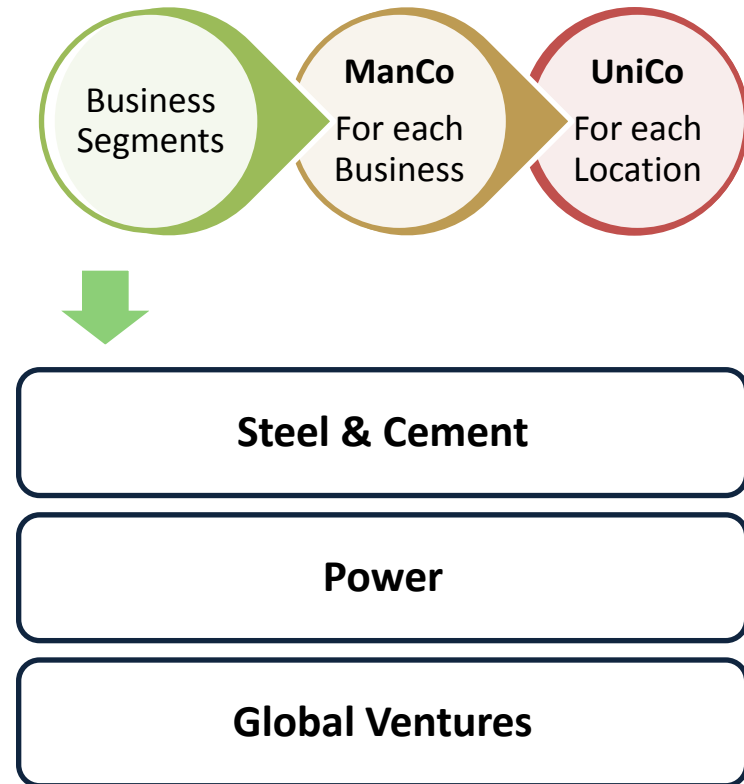 Business
Segments
ManCo
For each
Business
UniCo
For each
Location
Steel & Cement
Power
Global Ventures